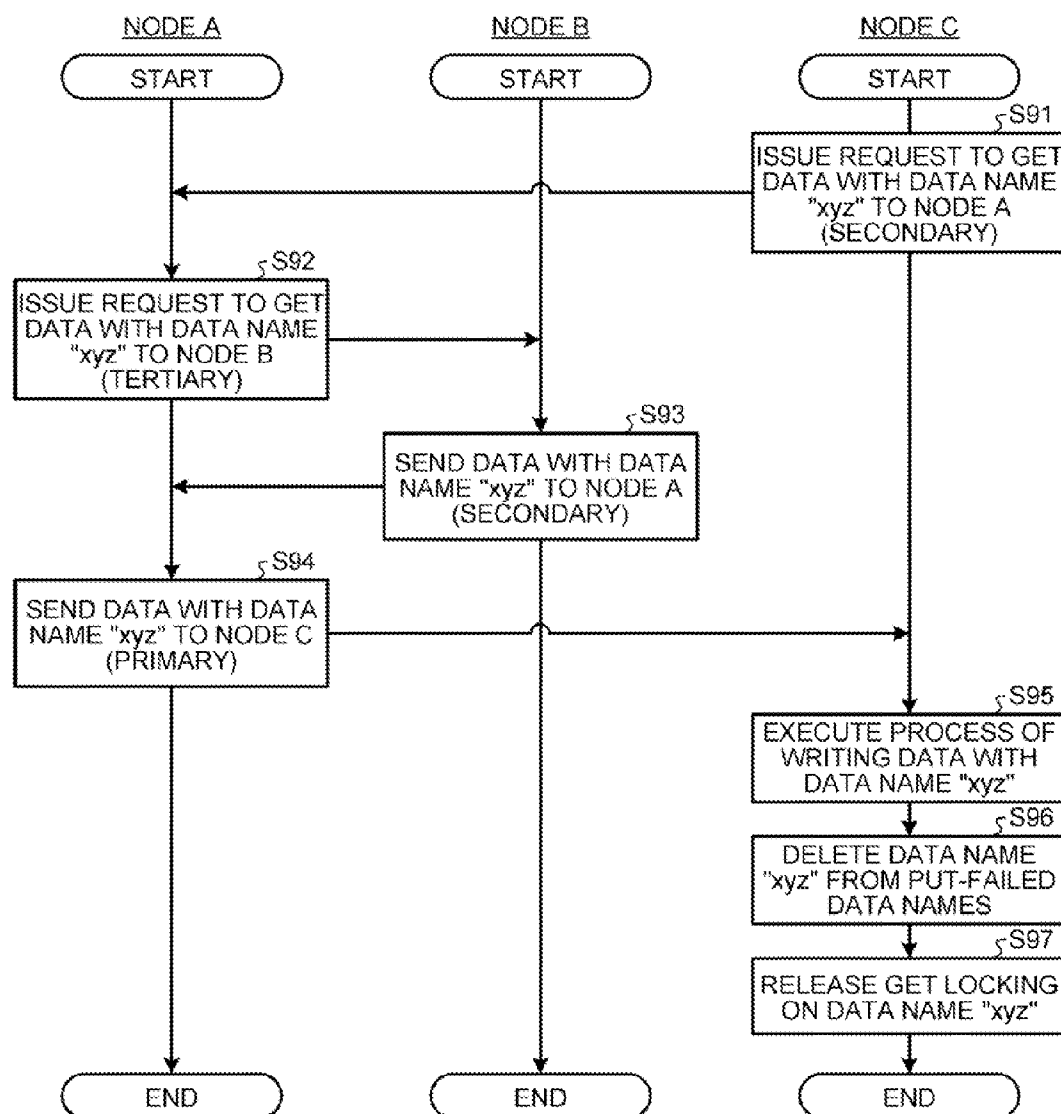 NODE A
NODE B
NODE C
START
START
START
S91
ISSUE REQUEST TO GET
DATA WITH DATA NAME
"xyz" TO NODE A
(SECONDARY)
S92
ISSUE REQUEST TO GET
DATA WITH DATA NAME
"xyz" TO NODE B
(TERTIARY)
S93
SEND DATA WITH DATA
NAME "xyz" TO NODE A
(SECONDARY)
S94
SEND DATA WITH DATA
NAME "xyz" TO NODE C
(PRIMARY)
S95
EXECUTE PROCESS OF
WRITING DATA WITH
DATA NAME "xyz"
S96
DELETE DATA NAME
"xyz" FROM PUT-FAILED
DATA NAMES
S97
RELEASE GET LOCKING
ON DATA NAME "xyz"
END
END
END